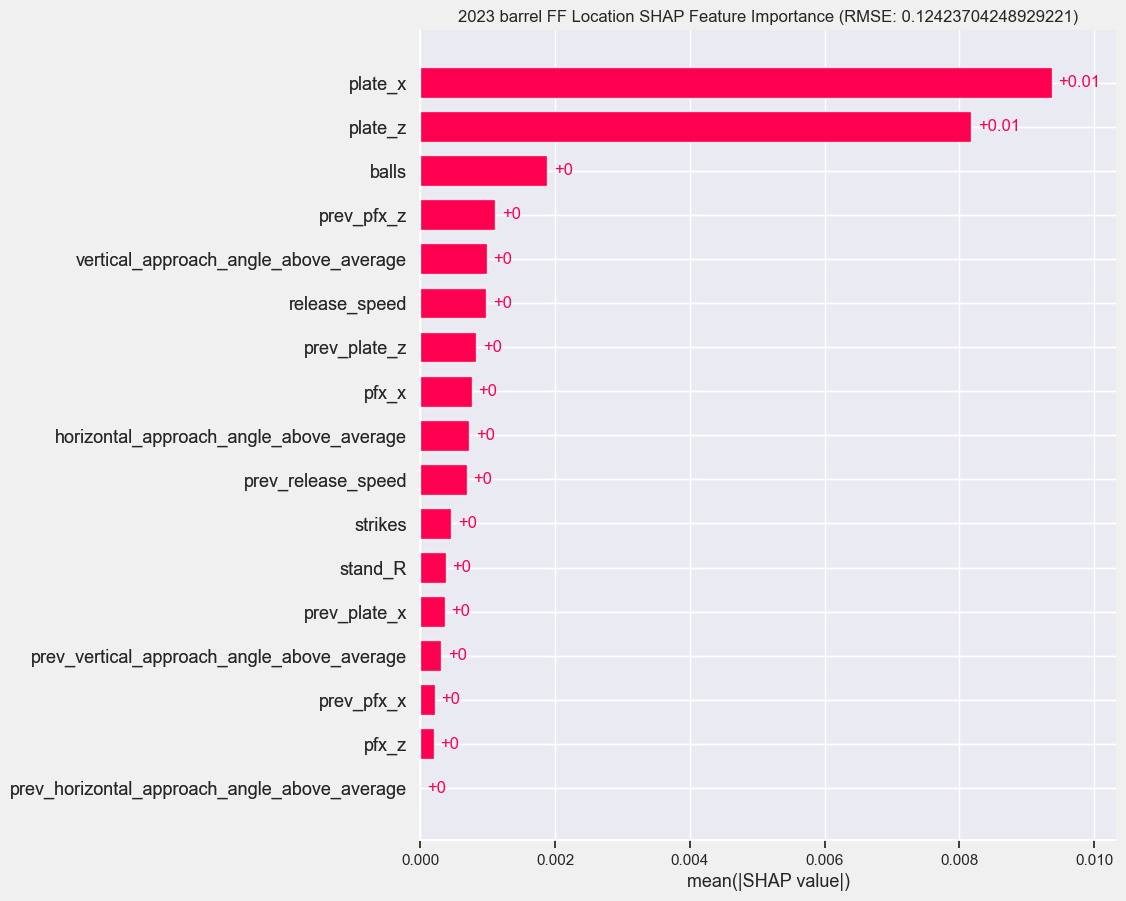 2023 barrel FF Location SHAP Feature Importance (RMSE: 0.12423704248929221)
plate_x +0.01
plate_z +0.01
balls +0
prev_pfx_z +0
vertical_approach_angle_above_average +0
release_speed +0
prev_plate_z +0
pfx_x +0
horizontal_approach_angle_above_average +0
prev_release_speed +0
strikes +0
stand_R +0
prev_plate_x +0
prev_vertical_approach_angle_above_average +0
prev_pfx_x +0
pfx_z +0
prev_horizontal_approach_angle_above_average +0
0.000 0.002 0.004 0.006 0.008 0.010
mean(|SHAP value|)